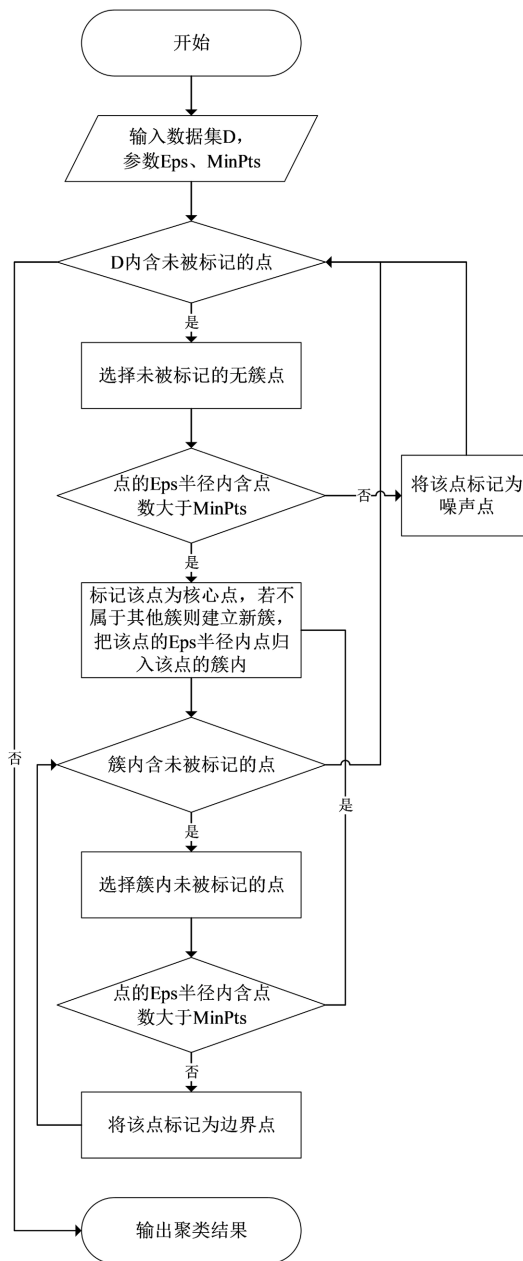 开始
输入数据集D,
参数Eps、MinPts
D内含未被标记的点
是
选择未被标记的无簇点
点的Eps半径内含点
数大于MinPts
否
将该点标记为
噪声点
是
标记该点为核心点，若不
属于其他簇则建立新簇，
把该点的Eps半径内点归
入该点的簇内
否
簇内含未被标记的点
是
是
选择簇内未被标记的点
点的Eps半径内含点
数大于MinPts
否
将该点标记为边界点
输出聚类结果